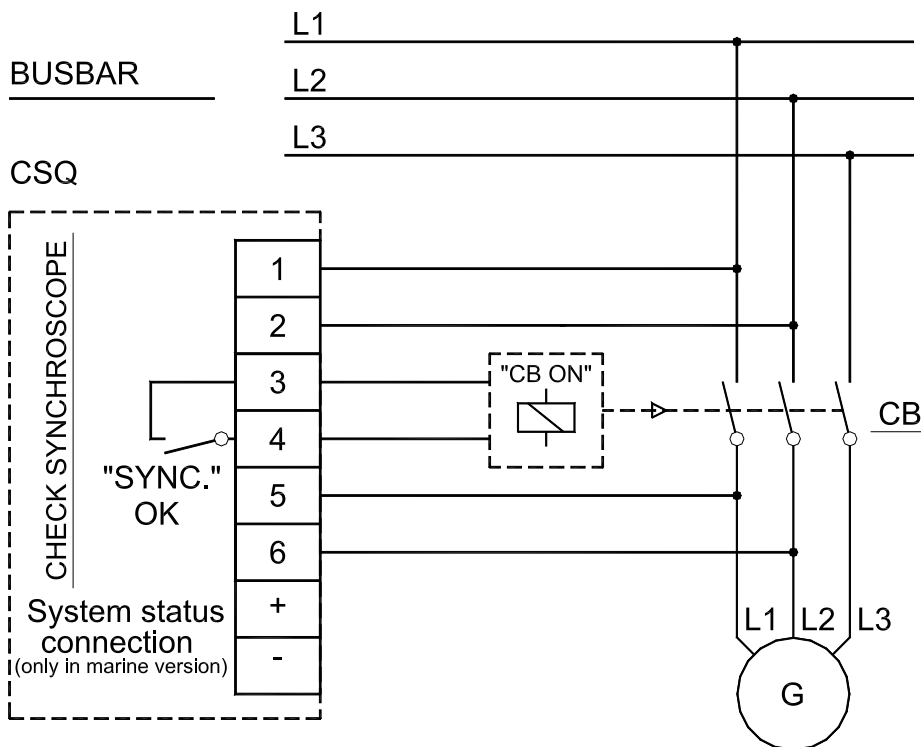 L1
BUSBAR
L2
L3
CSQ
CHECK SYNCHROSCOPE
1
2
3
"CB ON"
CB
4
"SYNC."
OK
5
6
System status
connection
(only in marine version)
+
-
L1
L2
L3
G